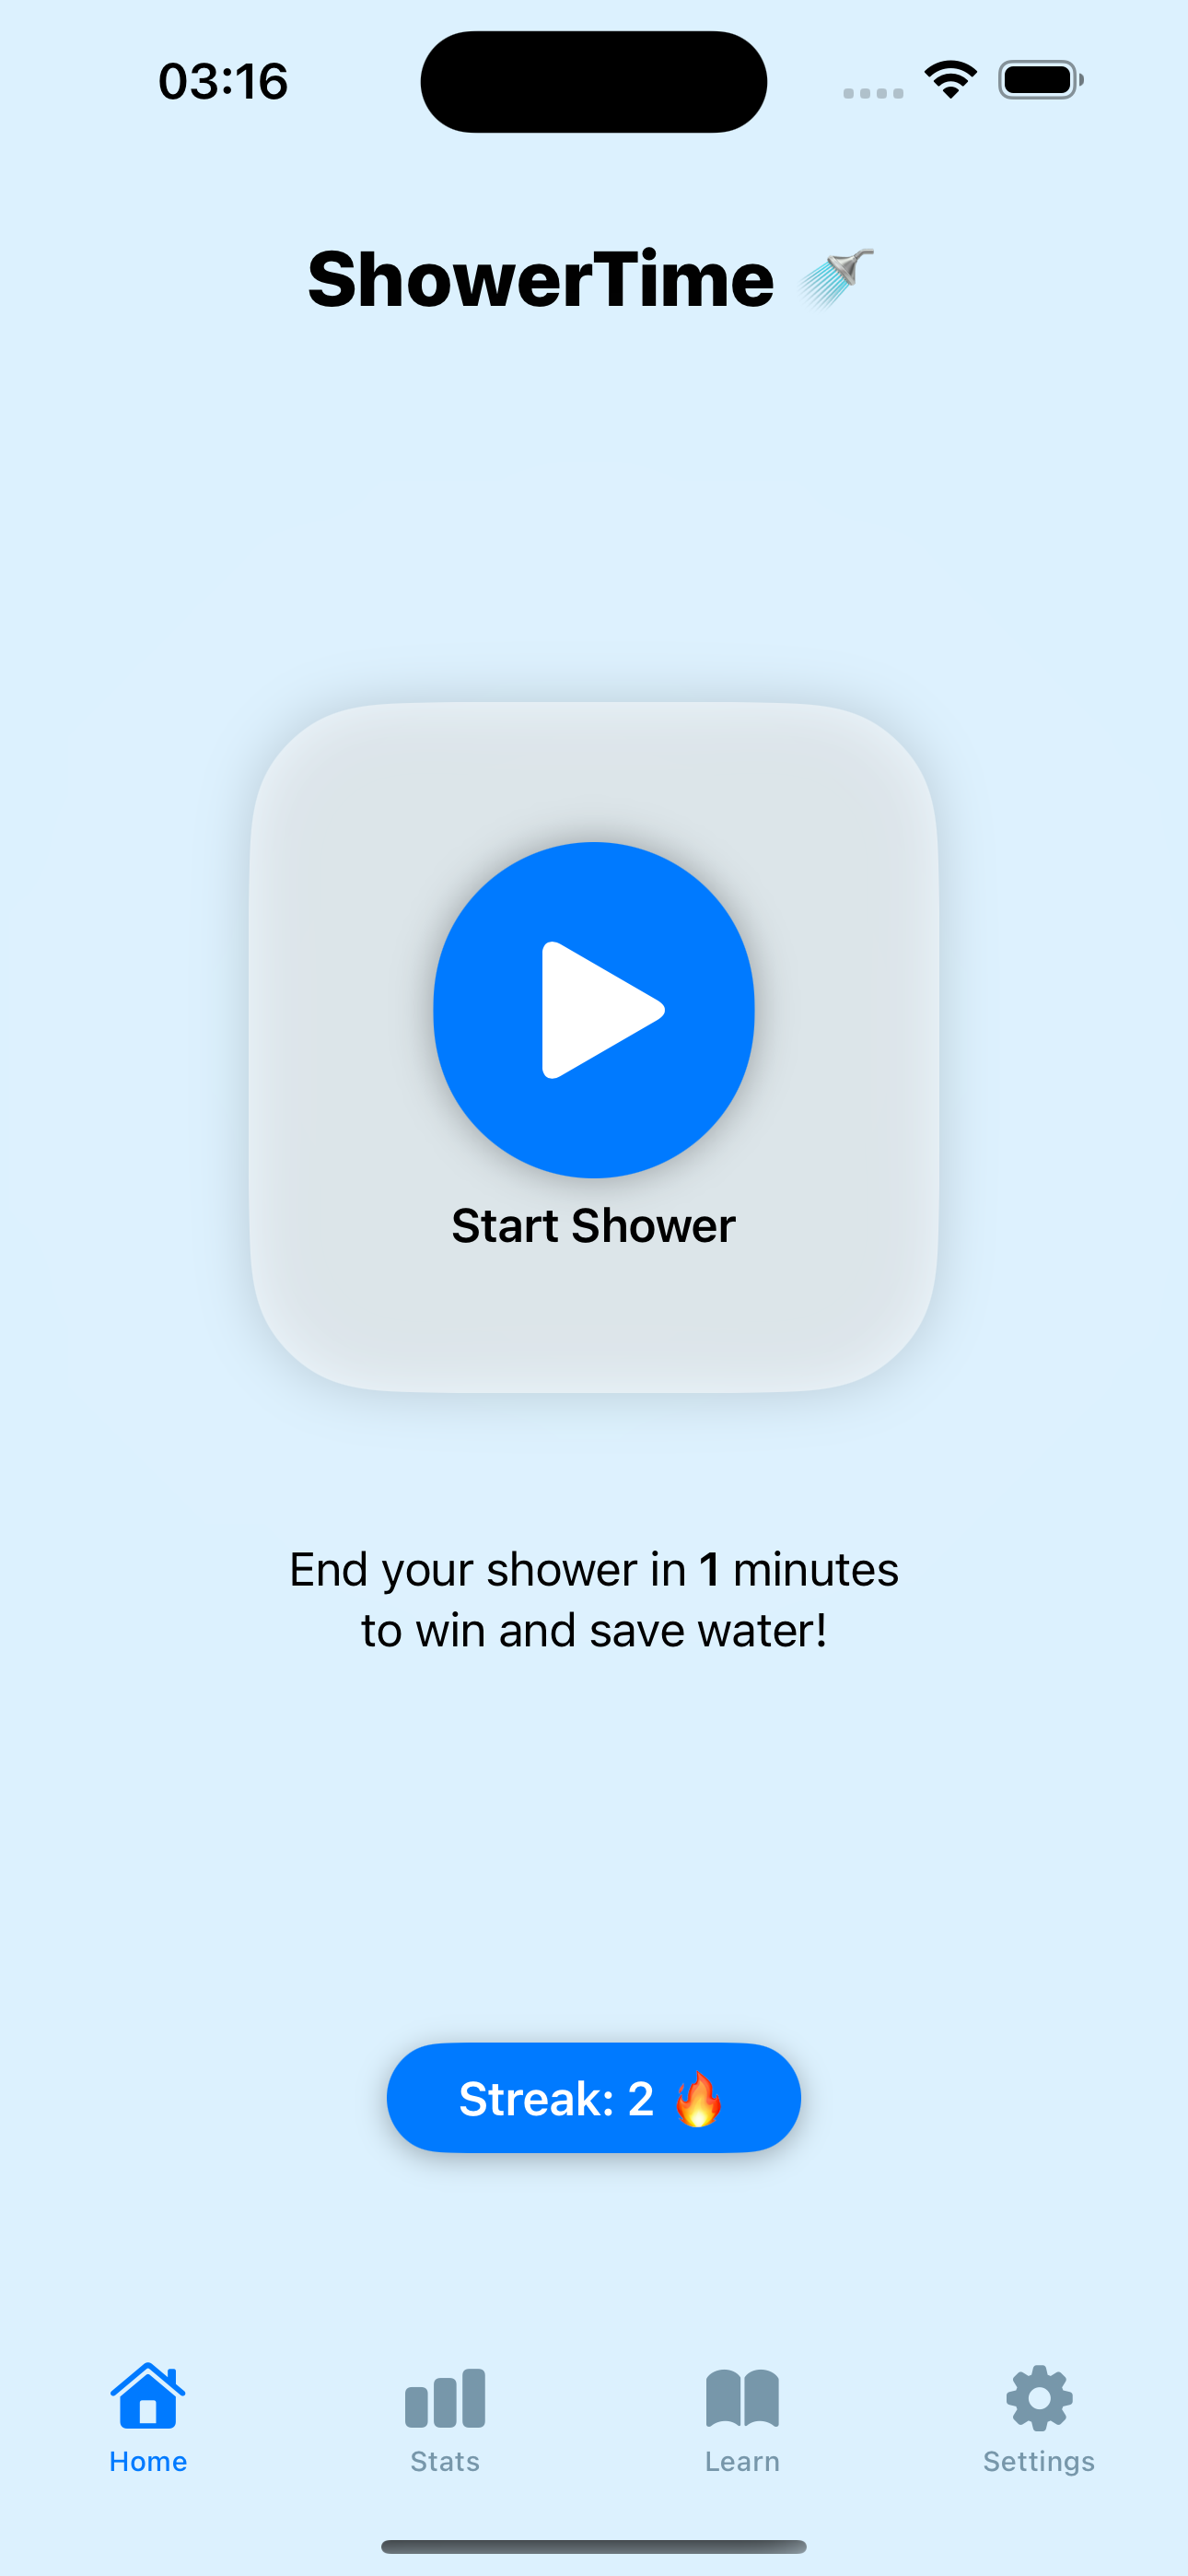 03:16
ShowerTime 🚿
Start Shower
End your shower in 1 minutes
to win and save water!
Streak: 2 🔥
Home
Stats
Learn
Settings